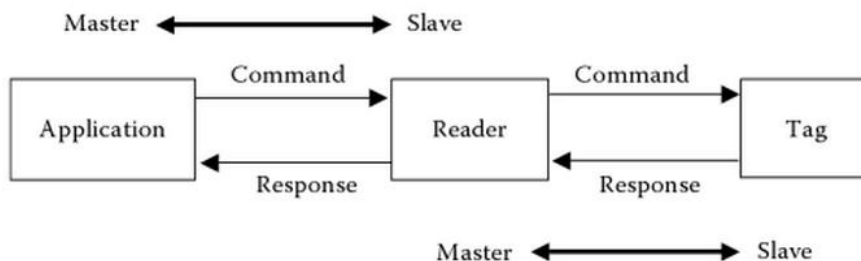 Master Slave
Command Command
Application Reader Tag
Response Response
Master Slave